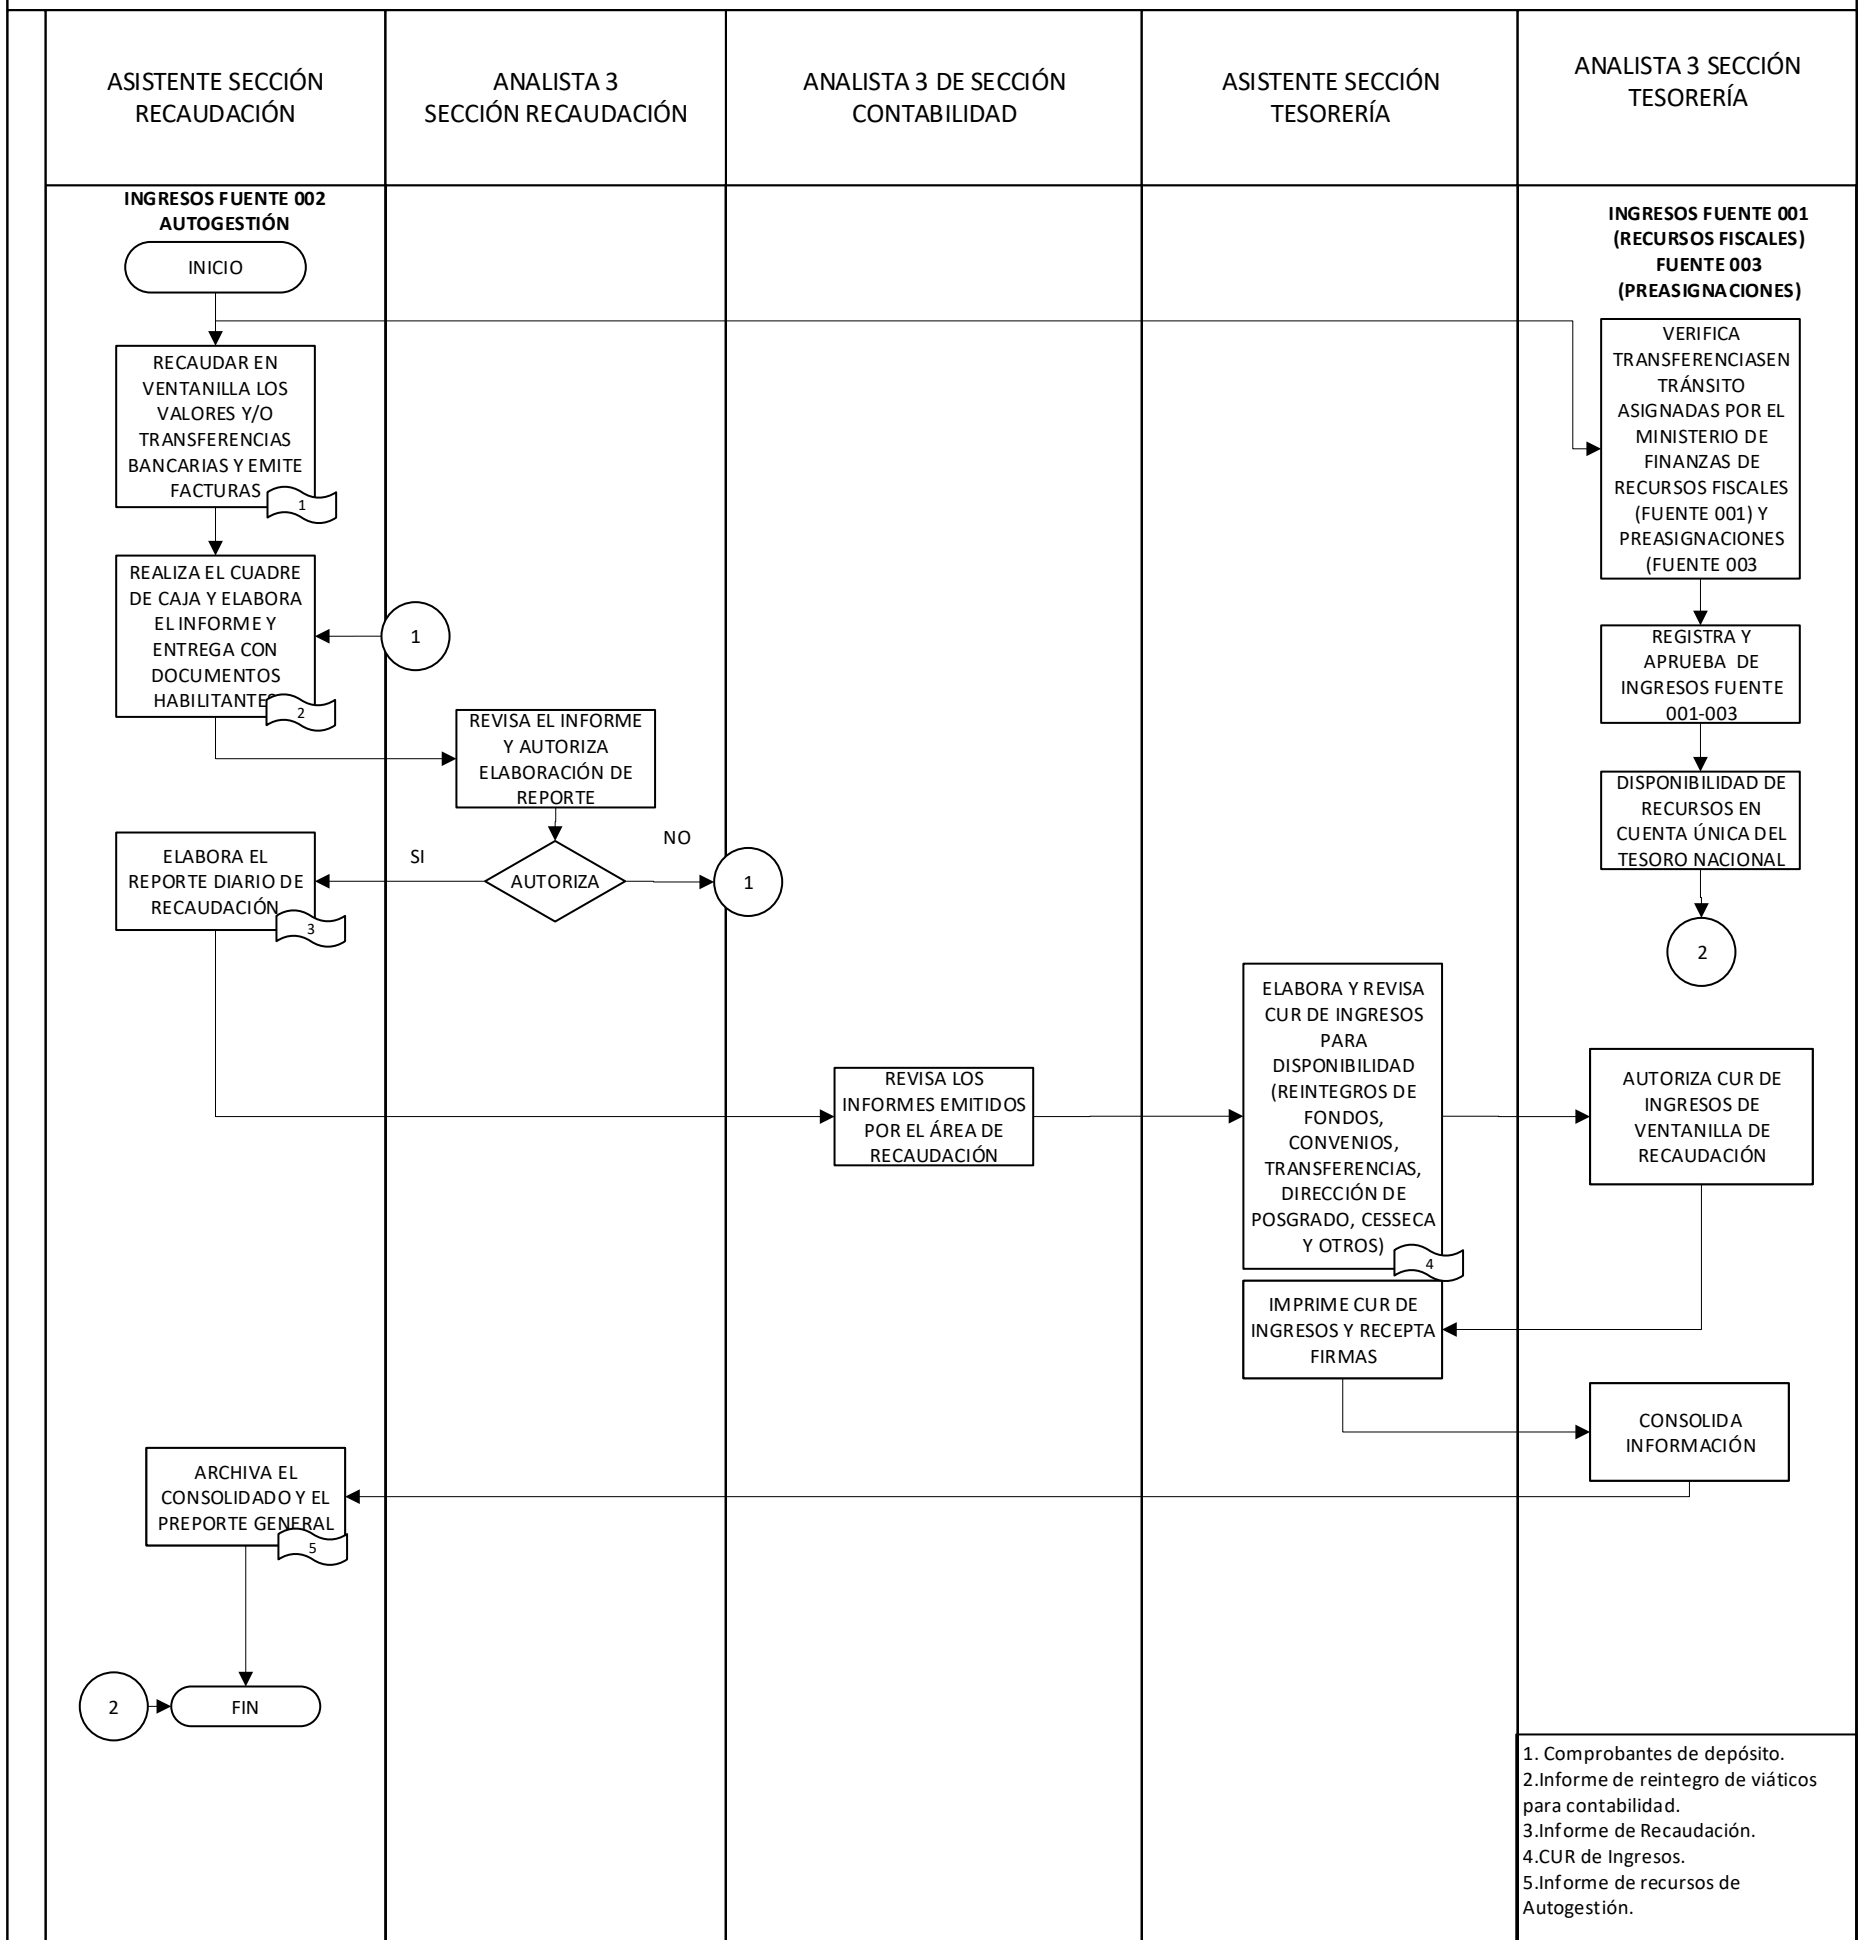 ASISTENTE SECCIÓN
RECAUDACIÓN
ANALISTA 3
SECCIÓN RECAUDACIÓN
ANALISTA 3 DE SECCIÓN
CONTABILIDAD
ASISTENTE SECCIÓN
TESORERÍA
ANALISTA 3 SECCIÓN
TESORERÍA
INGRESOS FUENTE 002
AUTOGESTIÓN
INICIO
INGRESOS FUENTE 001
(RECURSOS FISCALES)
FUENTE 003
(PREASIGNACIONES)
RECAUDAR EN
VENTANILLA LOS
VALORES Y/O
TRANSFERENCIAS
BANCARIAS Y EMITE
FACTURAS
1
VERIFICA
TRANSFERENCIASEN
TRÁNSITO
ASIGNADAS POR EL
MINISTERIO DE
FINANZAS DE
RECURSOS FISCALES
(FUENTE 001) Y
PREASIGNACIONES
(FUENTE 003
REALIZA EL CUADRE
DE CAJA Y ELABORA
EL INFORME Y
ENTREGA CON
DOCUMENTOS
HABILITANTES
2
1
REGISTRA Y
APRUEBA DE
INGRESOS FUENTE
001-003
REVISA EL INFORME
Y AUTORIZA
ELABORACIÓN DE
REPORTE
DISPONIBILIDAD DE
RECURSOS EN
CUENTA ÚNICA DEL
TESORO NACIONAL
ELABORA EL
REPORTE DIARIO DE
RECAUDACIÓN
3
SI
AUTORIZA
NO
1
2
ELABORA Y REVISA
CUR DE INGRESOS
PARA
DISPONIBILIDAD
(REINTEGROS DE
FONDOS,
CONVENIOS,
TRANSFERENCIAS,
DIRECCIÓN DE
POSGRADO, CESSECA
Y OTROS)
4
REVISA LOS
INFORMES EMITIDOS
POR EL ÁREA DE
RECAUDACIÓN
AUTORIZA CUR DE
INGRESOS DE
VENTANILLA DE
RECAUDACIÓN
IMPRIME CUR DE
INGRESOS Y RECEPTA
FIRMAS
CONSOLIDA
INFORMACIÓN
ARCHIVA EL
CONSOLIDADO Y EL
PREPORTE GENERAL
5
2
FIN
1. Comprobantes de depósito.
2.Informe de reintegro de viáticos
para contabilidad.
3.Informe de Recaudación.
4.CUR de Ingresos.
5.Informe de recursos de
Autogestión.